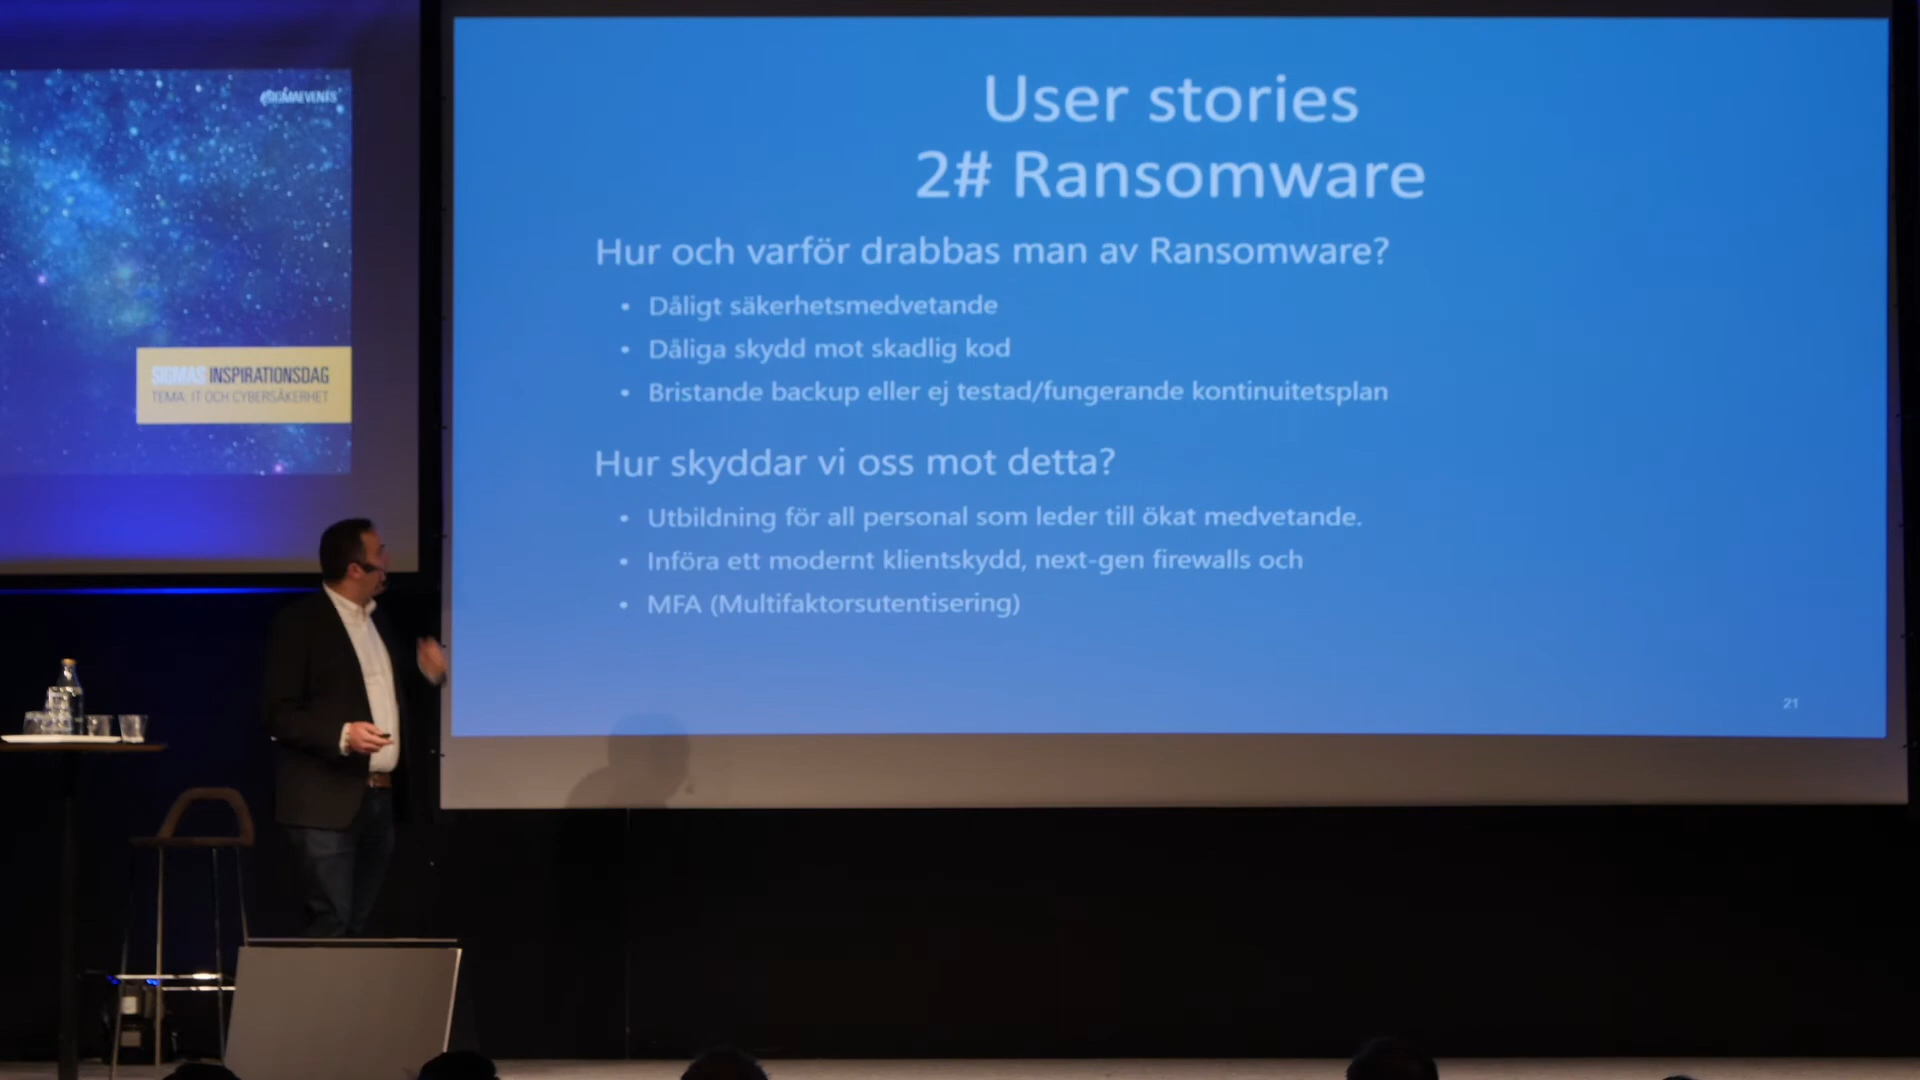 SIGMAEVENTS
SIGMAS INSPIRATIONSDAG
TEMA: IT OCH CYBERSÄKERHET
User stories
2# Ransomware
Hur och varför drabbas man av Ransomware?
• Dåligt säkerhetsmedvetande
• Dåliga skydd mot skadlig kod
• Bristande backup eller ej testad/fungerande kontinuitetsplan
Hur skyddar vi oss mot detta?
• Utbildning för all personal som leder till ökat medvetande.
• Införa ett modernt klientskydd, next-gen firewalls och
• MFA (Multifaktorsutentisering)
21